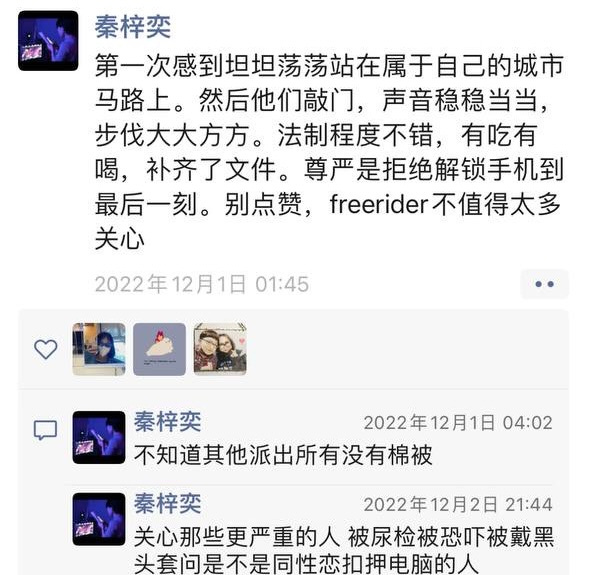 秦梓奕
第一次感到坦坦荡荡站在属于自己的城市
马路上。然后他们敲门，声音稳稳当当，
步伐大大方方。法制程度不错，有吃有
喝，补齐了文件。尊严是拒绝解锁手机到
最后一刻。别点赞，freerider不值得太多
关心
2022年12月1日 01:45
秦梓奕 2022年12月1日 04:02
不知道其他派出所有没有棉被
秦梓奕 2022年12月2日 21:44
关心那些更严重的人 被尿检被恐吓被戴黑
头套问是不是同性恋扣押电脑的人